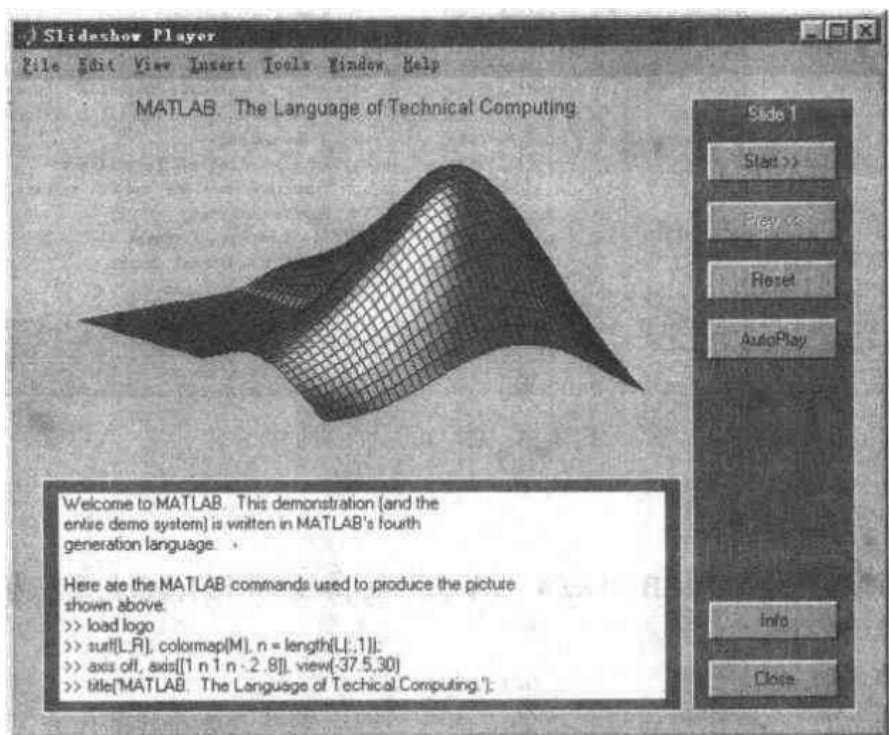 Slideshow Player
File Edit View Insert Tools Window Help
MATLAB. The Language of Technical Computing.
Slide 1
Start >>
Prev <<
Reset
AutoPlay
Welcome to MATLAB. This demonstration (and the
entire demo system) is written in MATLAB's fourth
generation language.
Here are the MATLAB commands used to produce the picture
shown above.
>> load logo
>> surf(L,R), colormap(M), n = length(L(:,1));
>> axis off, axis([1 n 1 n -.2 .8]), view(-37.5,30)
>> title('MATLAB. The Language of Techical Computing.');
Info
Close